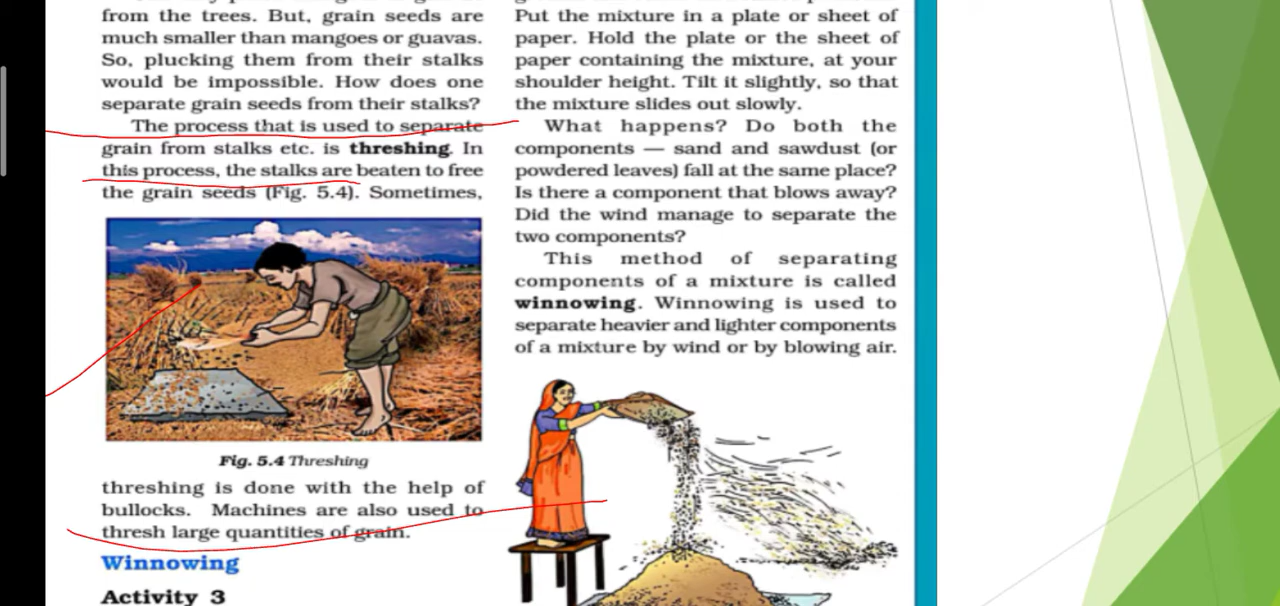 from the trees. But, grain seeds are
much smaller than mangoes or guavas.
So, plucking them from their stalks
would be impossible. How does one
separate grain seeds from their stalks?
The process that is used to separate
grain from stalks etc. is threshing. In
this process, the stalks are beaten to free
the grain seeds (Fig. 5.4). Sometimes,
Fig. 5.4 Threshing
threshing is done with the help of
bullocks. Machines are also used to
thresh large quantities of grain.
Winnowing
Activity 3
Put the mixture in a plate or sheet of
paper. Hold the plate or the sheet of
paper containing the mixture, at your
shoulder height. Tilt it slightly, so that
the mixture slides out slowly.
What happens? Do both the
components — sand and sawdust (or
powdered leaves) fall at the same place?
Is there a component that blows away?
Did the wind manage to separate the
two components?
This method of separating
components of a mixture is called
winnowing. Winnowing is used to
separate heavier and lighter components
of a mixture by wind or by blowing air.